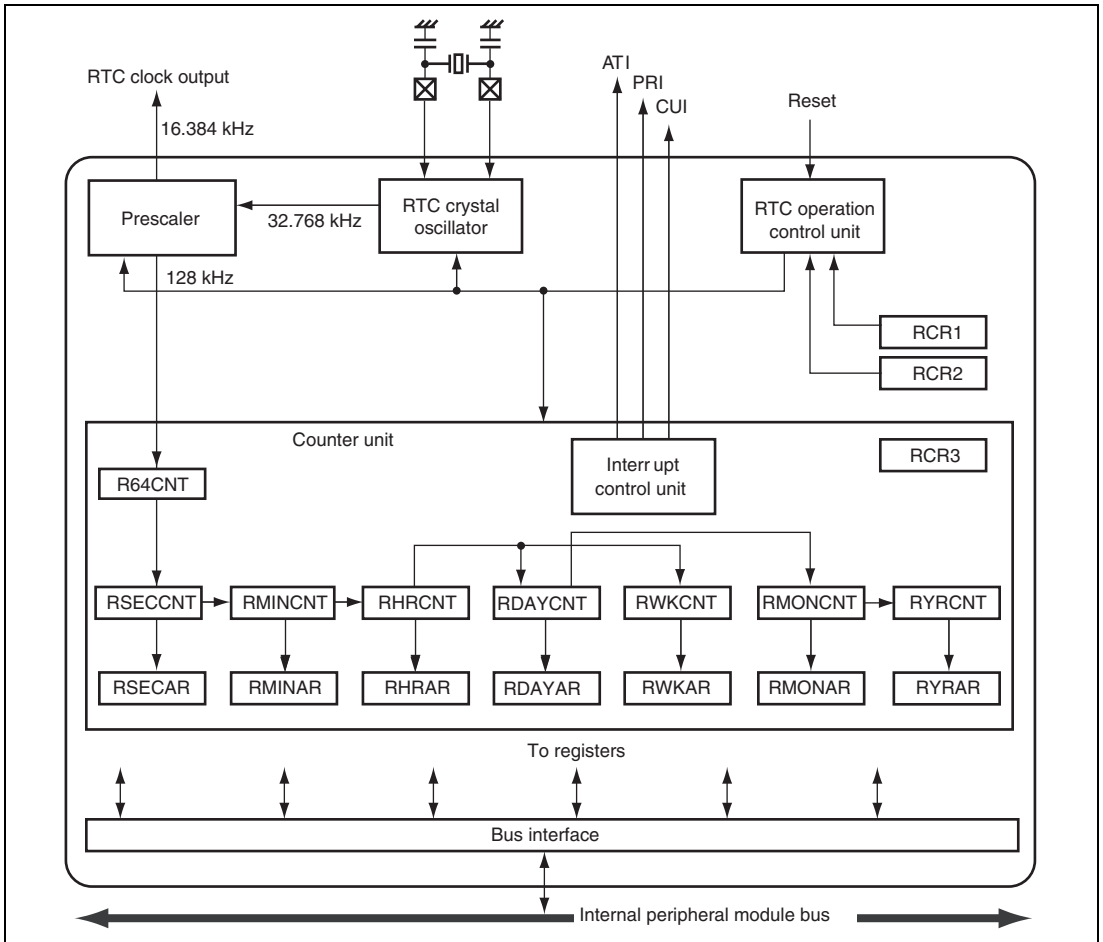 RTC clock output
16.384 kHz
ATI
PRI
CUI
Reset
Prescaler
32.768 kHz
RTC crystal
oscillator
RTC operation
control unit
128 kHz
RCR1
RCR2
Counter unit
RCR3
Interr upt
control unit
R64CNT
RSECCNT
RMINCNT
RHRCNT
RDAYCNT
RWKCNT
RMONCNT
RYRCNT
RSECAR
RMINAR
RHRAR
RDAYAR
RWKAR
RMONAR
RYRAR
To registers
Bus interface
Internal peripheral module bus